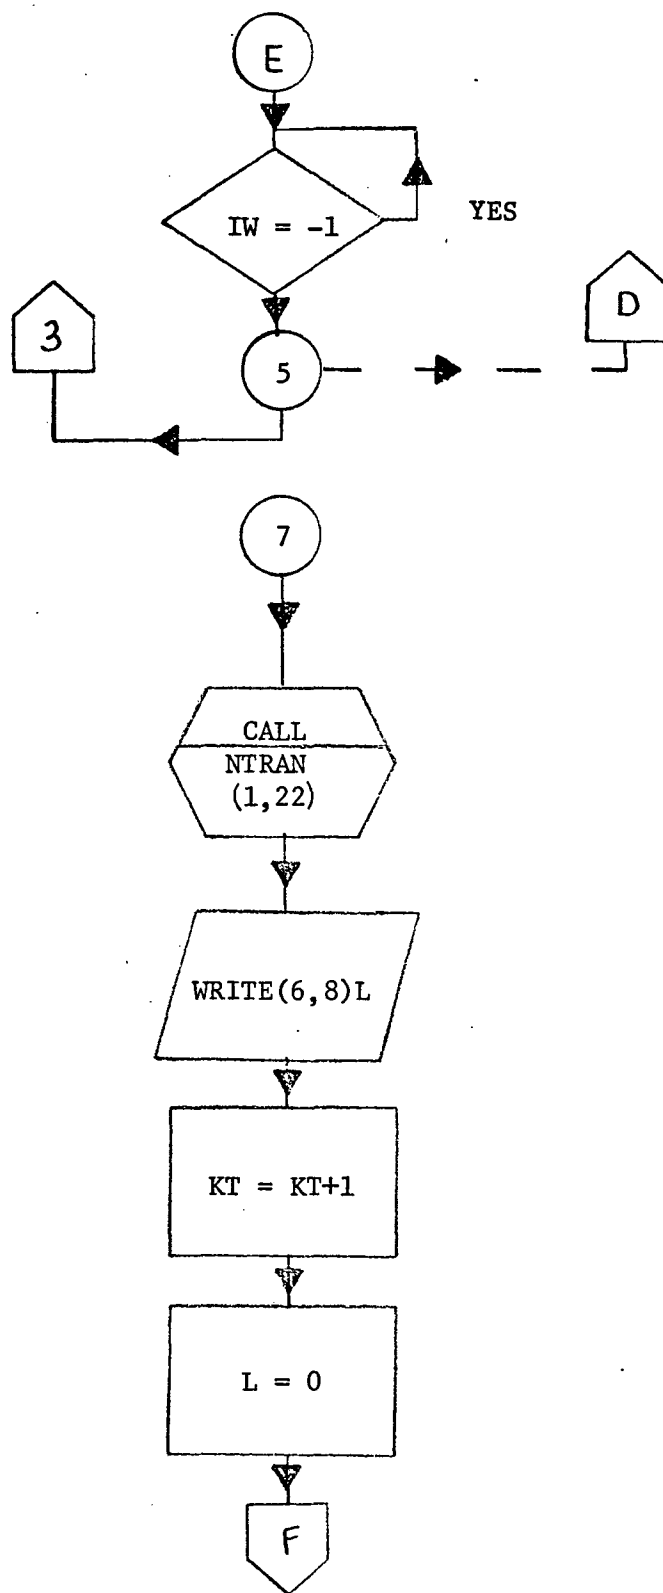 E
IW = -1
YES
3
D
5
7
CALL
NTRAN
(1,22)
WRITE(6,8)L
KT = KT+1
L = 0
F